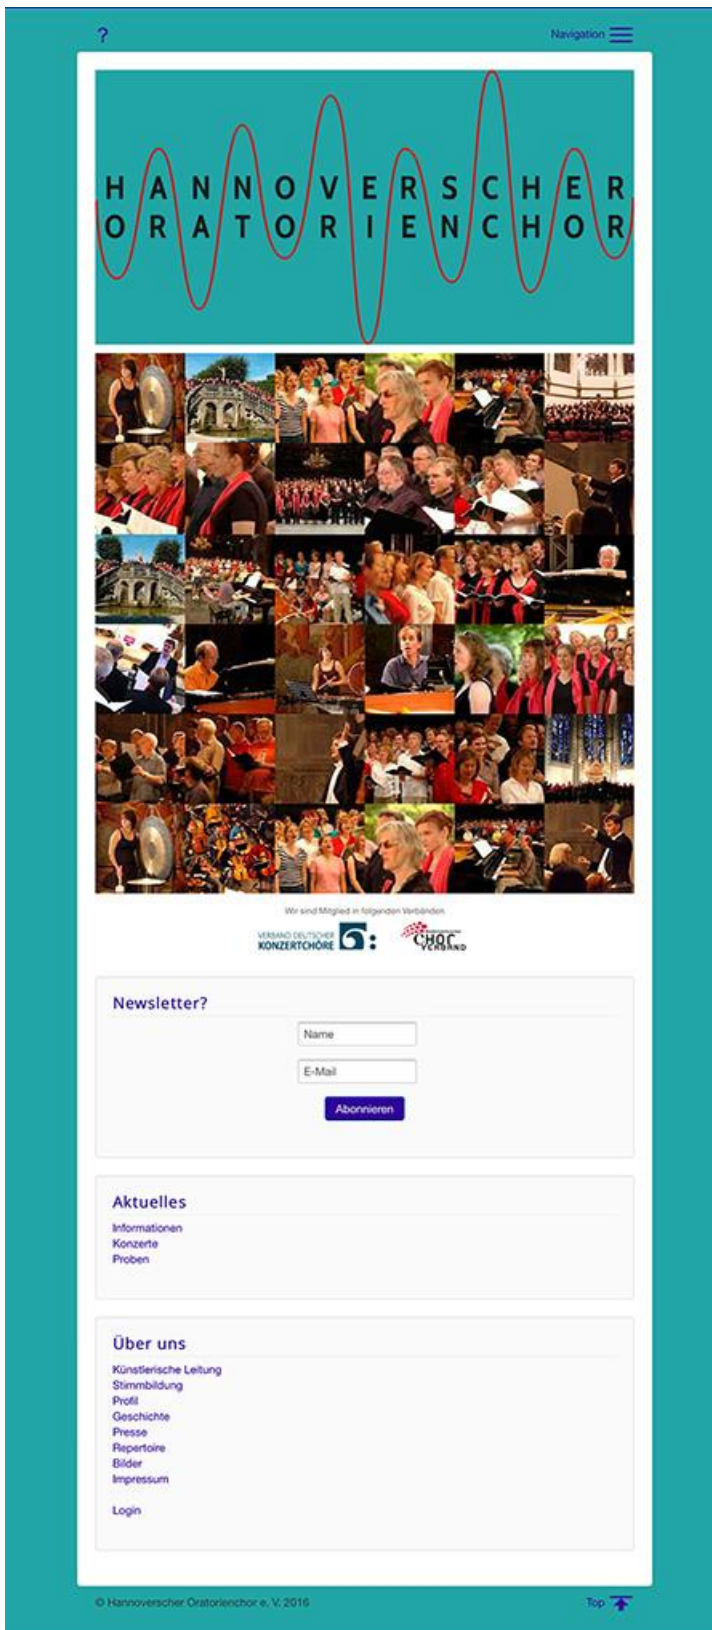 ?
Navigation
HANNOVERSCHER
ORATORIENCHOR
Wir sind Mitglied in folgenden Verbänden
VERBAND DEUTSCHER
KONZERTCHÖRE
CHOR
VERBAND
Newsletter?
Name
E-Mail
Abonnieren
Aktuelles
Informationen
Konzerte
Proben
Über uns
Künstlerische Leitung
Stimmbildung
Profil
Geschichte
Presse
Repertoire
Bilder
Impressum
Login
© Hannoverscher Oratorienchor e. V. 2016
Top